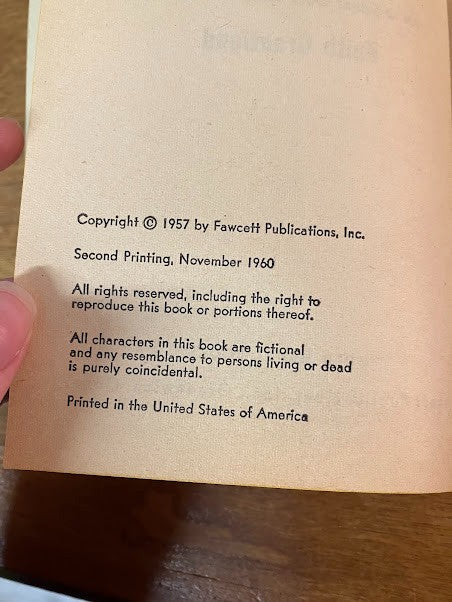 Copyright © 1957 by Fawcett Publications, Inc.
Second Printing, November 1960
All rights reserved, including the right to
reproduce this book or portions thereof.
All characters in this book are fictional
and any resemblance to persons living or dead
is purely coincidental.
Printed in the United States of America